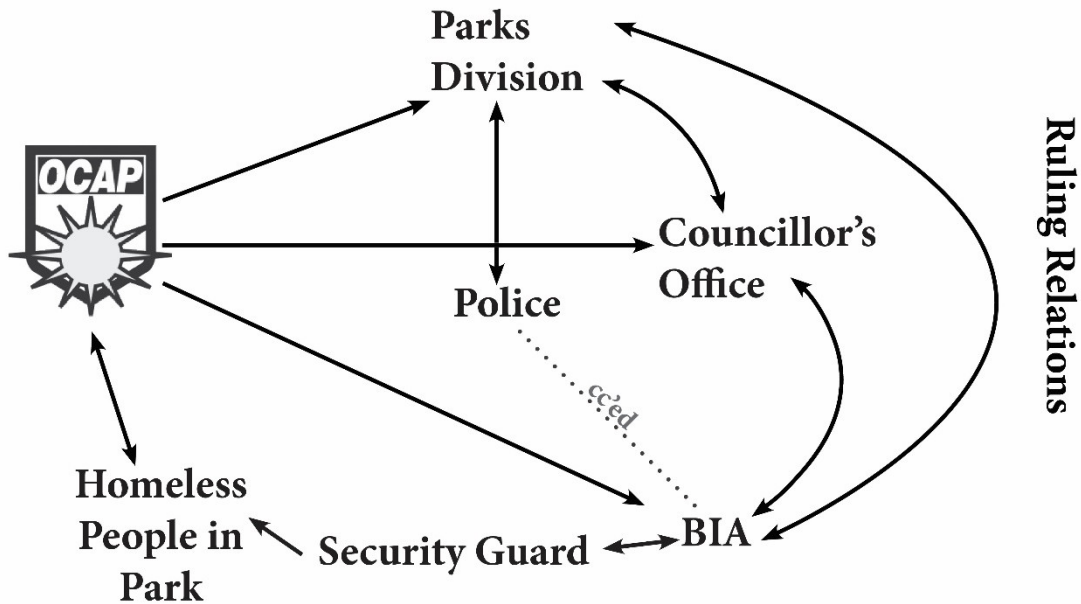 Parks
Division
OCAP
Ruling Relations
Councillor's
Office
Police
cc'ed
Homeless
People in
Park
Security Guard
BIA